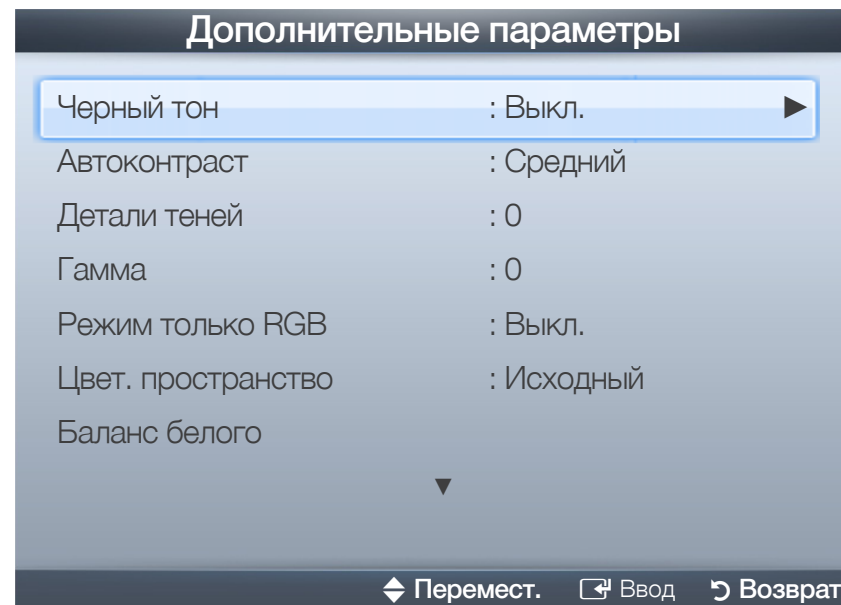 Дополнительные параметры
Черный тон : Выкл. ►
Автоконтраст : Средний
Детали теней : 0
Гамма : 0
Режим только RGB : Выкл.
Цвет. пространство : Исходный
Баланс белого
▼
Перемест. Ввод Возврат